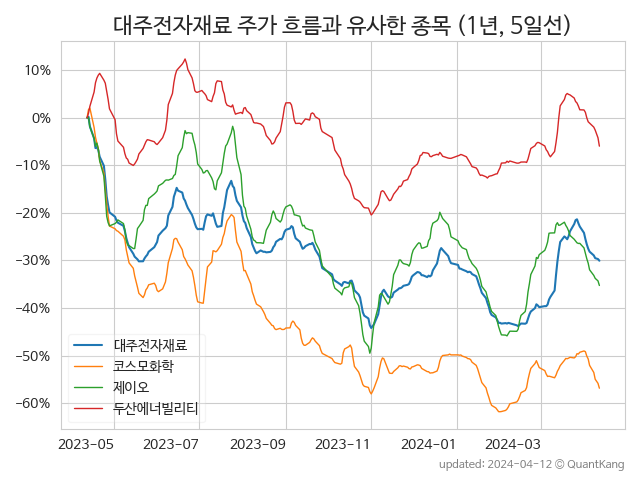 대주전자재료 주가 흐름과 유사한 종목 (1년, 5일선)
10%
0%
−10%
−20%
−30%
−40%
−50%
−60%
대주전자재료
코스모화학
제이오
두산에너빌리티
2023-05 2023-07 2023-09 2023-11 2024-01 2024-03
updated: 2024-04-12 ⓒ QuantKang